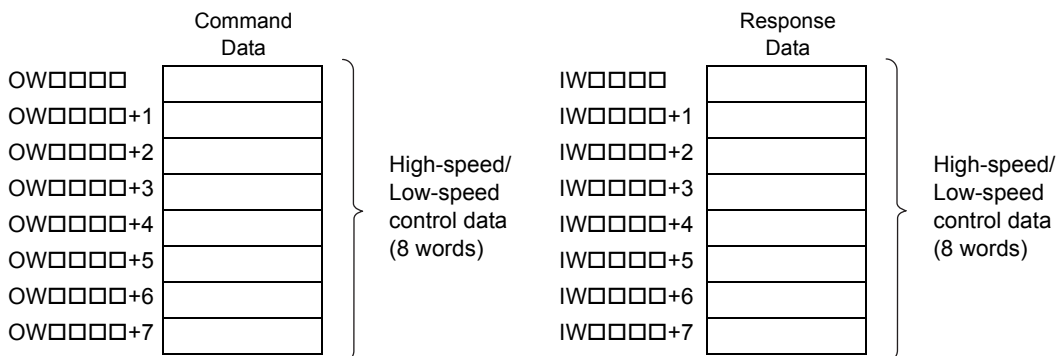 Command
Data
OW□□□□
OW□□□□+1
OW□□□□+2
OW□□□□+3
OW□□□□+4
OW□□□□+5
OW□□□□+6
OW□□□□+7
High-speed/
Low-speed
control data
(8 words)
Response
Data
IW□□□□
IW□□□□+1
IW□□□□+2
IW□□□□+3
IW□□□□+4
IW□□□□+5
IW□□□□+6
IW□□□□+7
High-speed/
Low-speed
control data
(8 words)